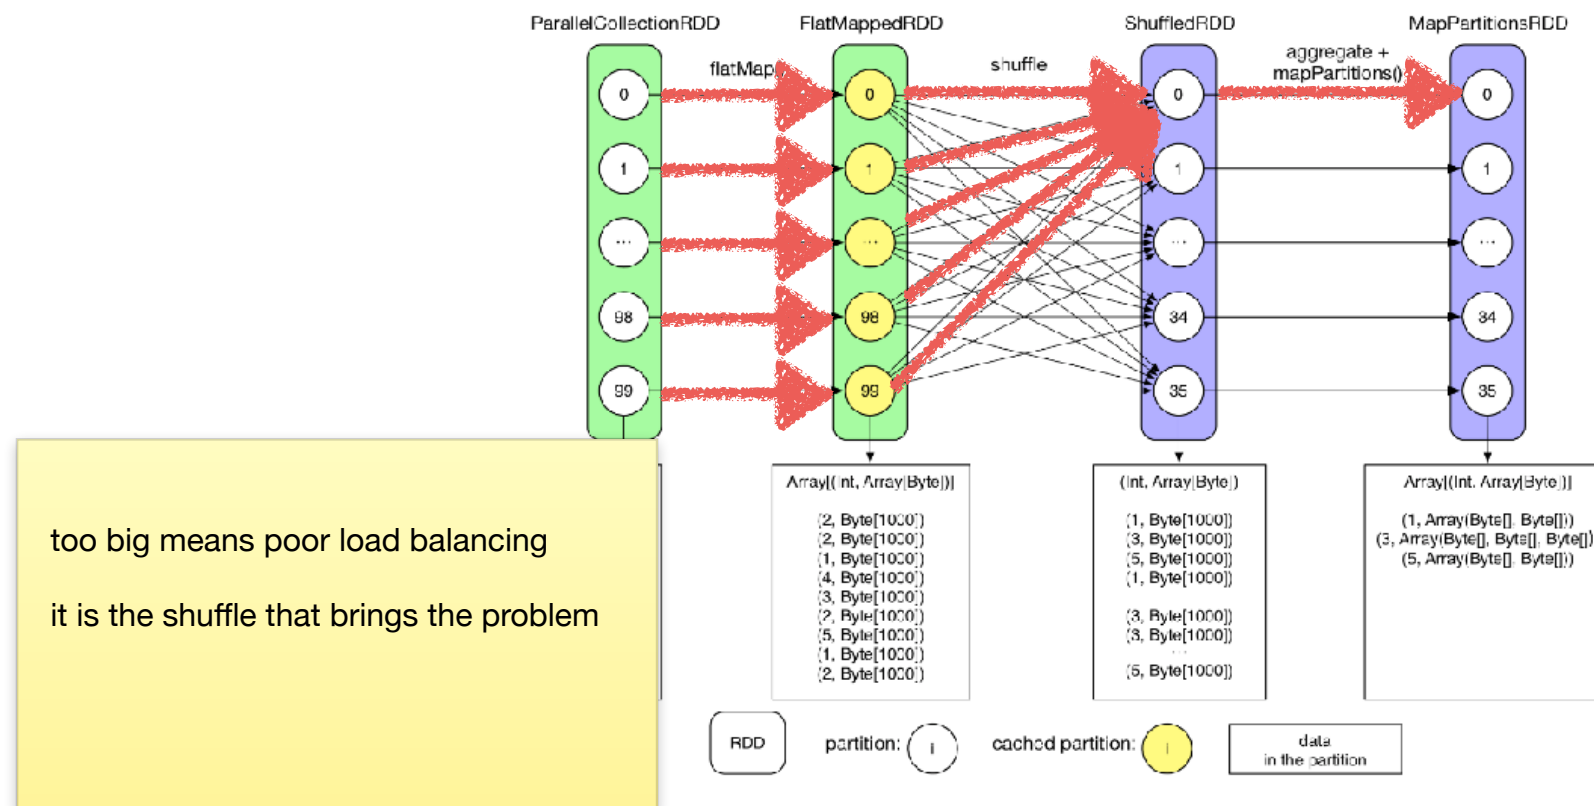 ParallelCollectionRDD
FlatMappedRDD
ShuffledRDD
MapPartitionsRDD
flatMap
shuffle
aggregate +
mapPartitions()
0
0
0
0
1
1
1
1
...
...
...
...
98
98
34
34
99
99
35
35
too big means poor load balancing
it is the shuffle that brings the problem
Array[(Int, Array[Byte])]
(2, Byte[1000])
(2, Byte[1000])
(1, Byte[1000])
(4, Byte[1000])
(3, Byte[1000])
(2, Byte[1000])
(5, Byte[1000])
(1, Byte[1000])
(2, Byte[1000])
(Int, Array[Byte])
(1, Byte[1000])
(3, Byte[1000])
(5, Byte[1000])
(1, Byte[1000])
(3, Byte[1000])
(3, Byte[1000])
...
(5, Byte[1000])
Array[(Int, Array[Byte])]
(1, Array(Byte[], Byte[]))
(3, Array(Byte[], Byte[], Byte[])
(5, Array(Byte[], Byte[]))
RDD
partition:
i
cached partition:
i
data
in the partition